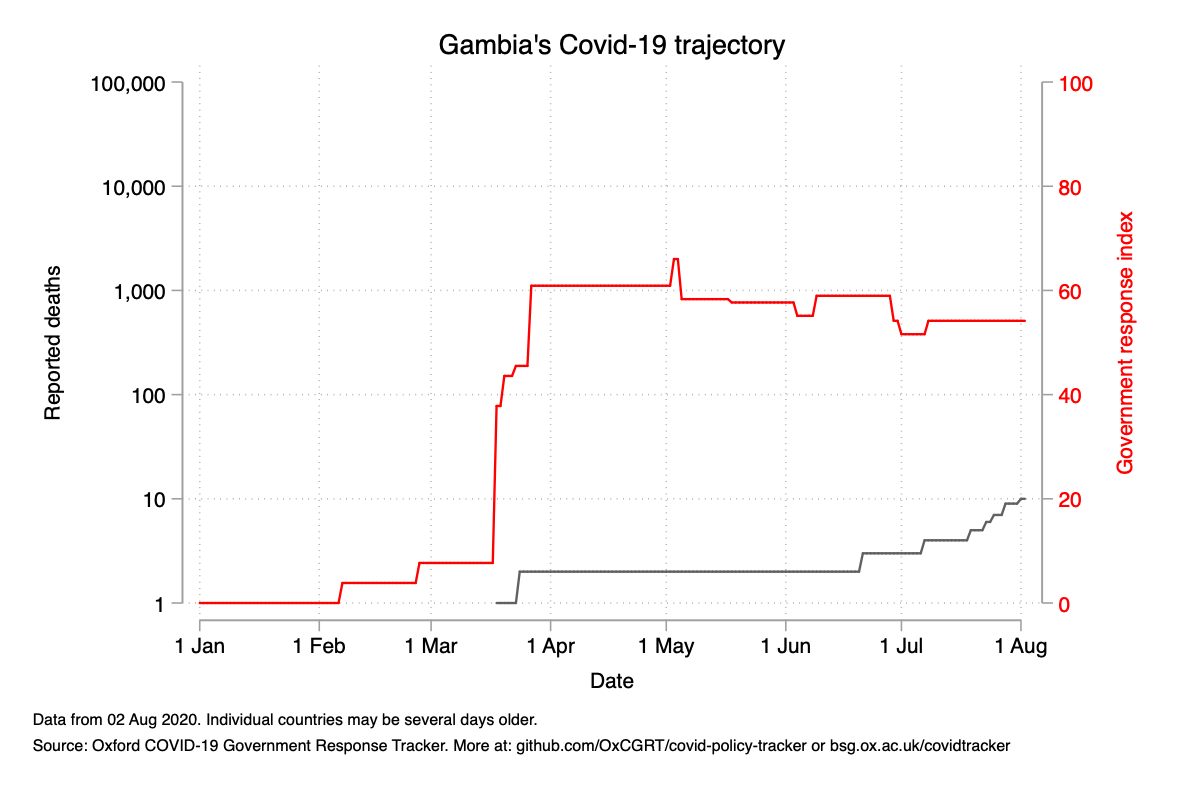 Gambia's Covid-19 trajectory
100,000
10,000
1,000
100
10
1
Reported deaths
100
80
60
40
20
0
Government response index
1 Jan 1 Feb 1 Mar 1 Apr 1 May 1 Jun 1 Jul 1 Aug
Date
Data from 02 Aug 2020. Individual countries may be several days older.
Source: Oxford COVID-19 Government Response Tracker. More at: github.com/OxCGRT/covid-policy-tracker or bsg.ox.ac.uk/covidtracker